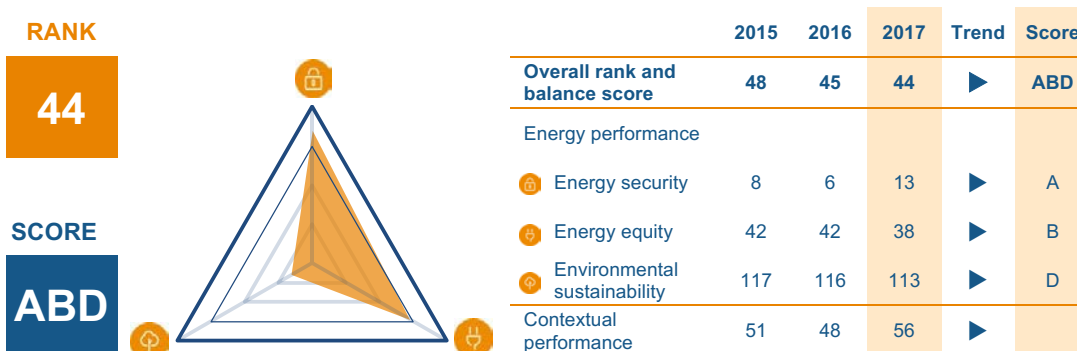 RANK
44
SCORE
ABD
2015 2016 2017 Trend Score
Overall rank and
balance score 48 45 44 ABD
Energy performance
Energy security 8 6 13 A
Energy equity 42 42 38 B
Environmental
sustainability 117 116 113 D
Contextual
performance 51 48 56